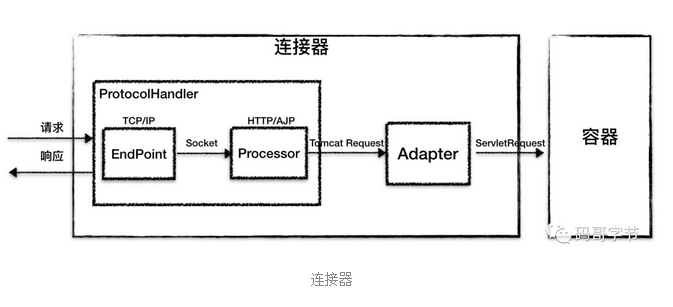 连接器
ProtocolHandler
TCP/IP
HTTP/AJP
请求
响应
EndPoint
Socket
Processor
Tomcat Request
Adapter
ServletRequest
容器
码哥字节
连接器